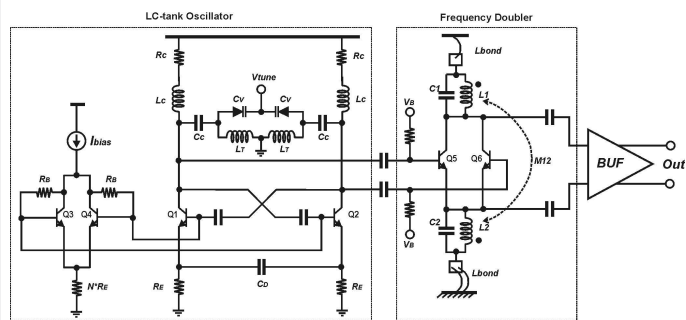 LC-tank Oscillator
Frequency Doubler
Rc
Rc
Lbond
Vtune
Lc
Cv
Cv
Lc
C1
L1
Cc
Cc
VB
LT
LT
Ibias
Q5
Q6
M12
BUF
Out
RB
RB
Q3
Q4
Q1
Q2
C2
L2
VB
Lbond
N*RE
RE
CD
RE